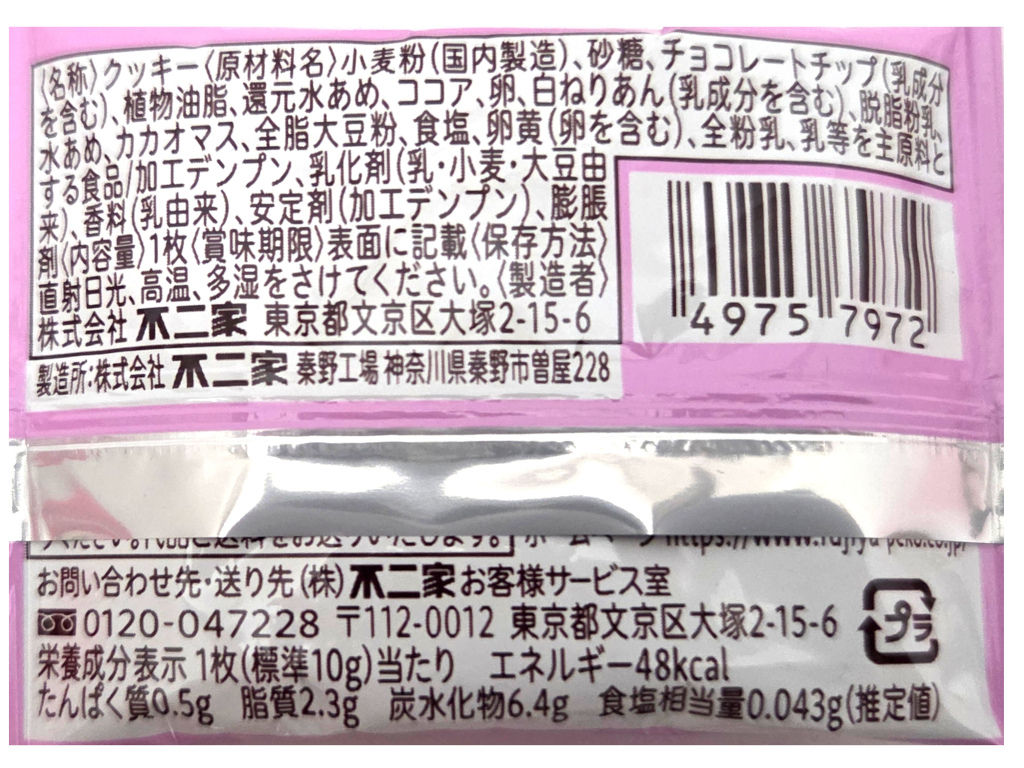 〈名称〉クッキー〈原材料名〉小麦粉(国内製造)、砂糖、チョコレートチップ(乳成分
を含む)、植物油脂、還元水あめ、ココア、卵、白ねりあん(乳成分を含む)、脱脂粉乳、
水あめ、カカオマス、全脂大豆粉、食塩、卵黄(卵を含む)、全粉乳、乳等を主原料と
する食品/加工デンプン、乳化剤(乳・小麦・大豆由
来)、香料(乳由来)、安定剤(加工デンプン)、膨脹
剤〈内容量〉1枚〈賞味期限〉表面に記載〈保存方法〉
直射日光、高温、多湿をさけてください。〈製造者〉
株式会社 不二家 東京都文京区大塚2-15-6
製造所:株式会社 不二家 秦野工場 神奈川県秦野市曽屋228
4975 7972
お問い合わせ先・送り先(株)不二家お客様サービス室
0120-047228 〒112-0012 東京都文京区大塚2-15-6
プラ
栄養成分表示 1枚(標準10g)当たり エネルギー48kcal
たんぱく質0.5g 脂質2.3g 炭水化物6.4g 食塩相当量0.043g(推定値)